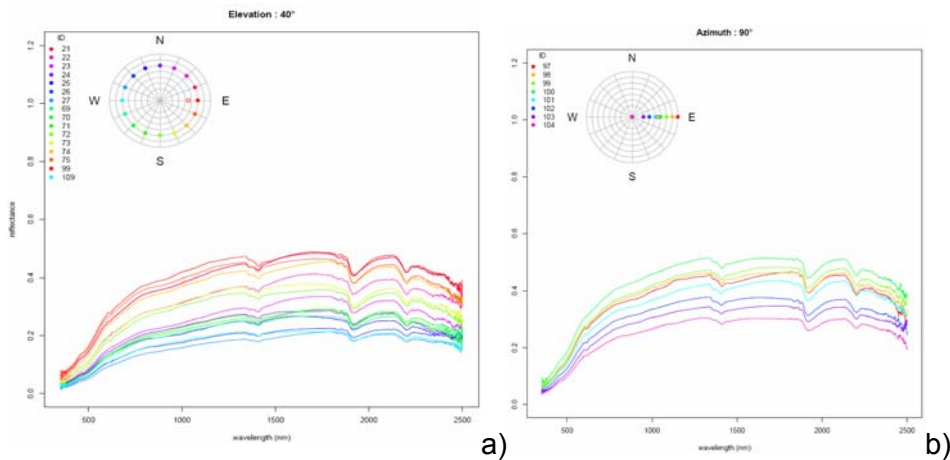 Elevation : 40°
ID
21
22
23
24
25
26
27
69
70
71
72
73
74
75
99
109
N
W
E
S
1.2
1.0
0.8
0.6
0.4
0.2
0.0
reflectance
500
1000
1500
2000
2500
wavelength (nm)
a)
Azimuth : 90°
ID
97
98
99
100
101
102
103
104
N
W
E
S
1.2
1.0
0.8
0.6
0.4
0.2
0.0
500
1000
1500
2000
2500
wavelength (nm)
b)